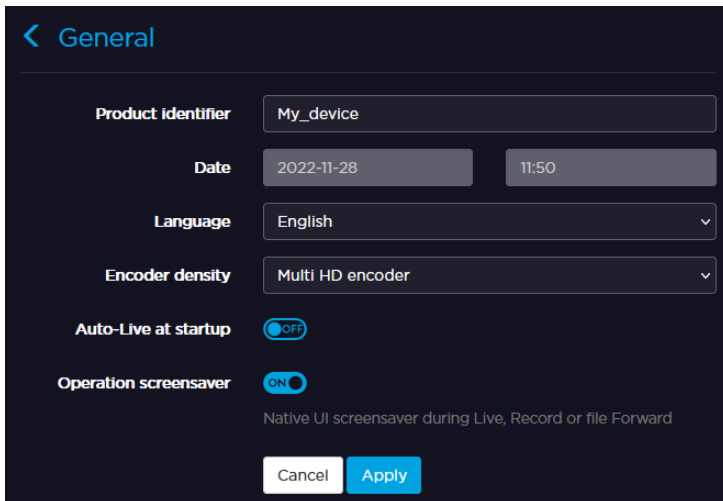 General
Product identifier My_device
Date 2022-11-28 11:50
Language English
Encoder density Multi HD encoder
Auto-Live at startup OFF
Operation screensaver ON
Native UI screensaver during Live, Record or file Forward
Cancel Apply